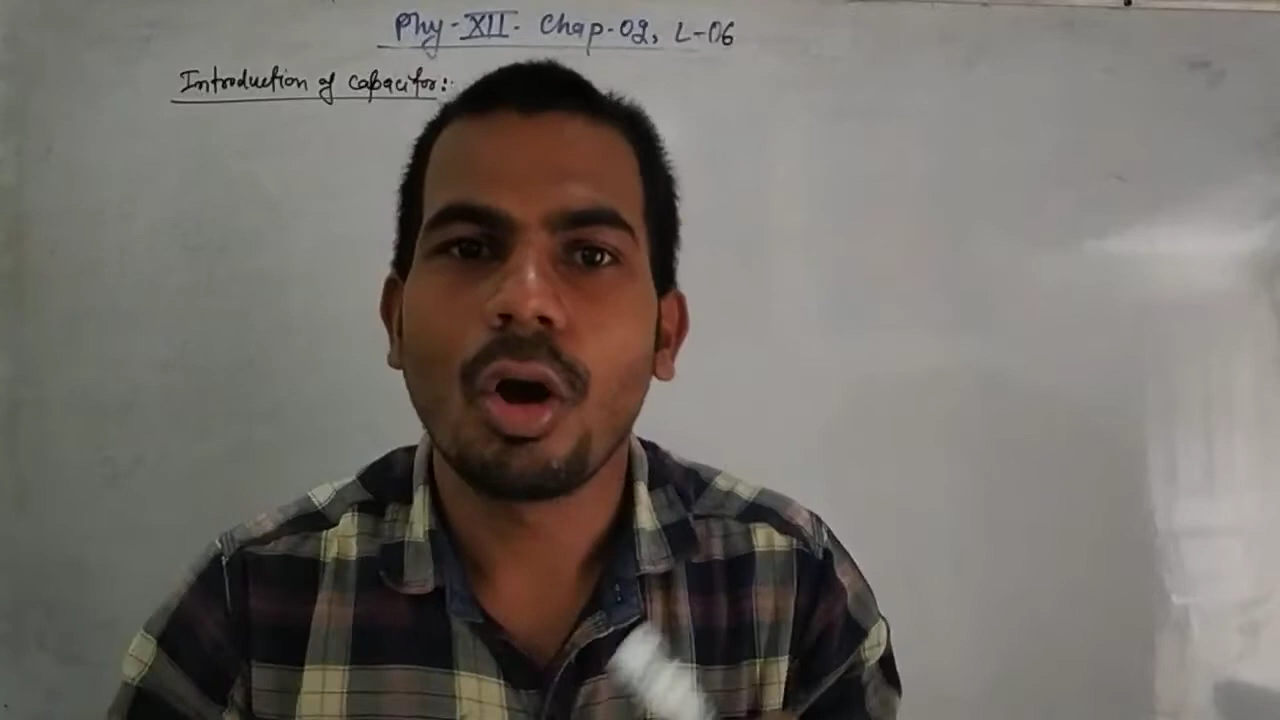 Phy-XII- Chap-02, L-06
Introduction of capacitor:-